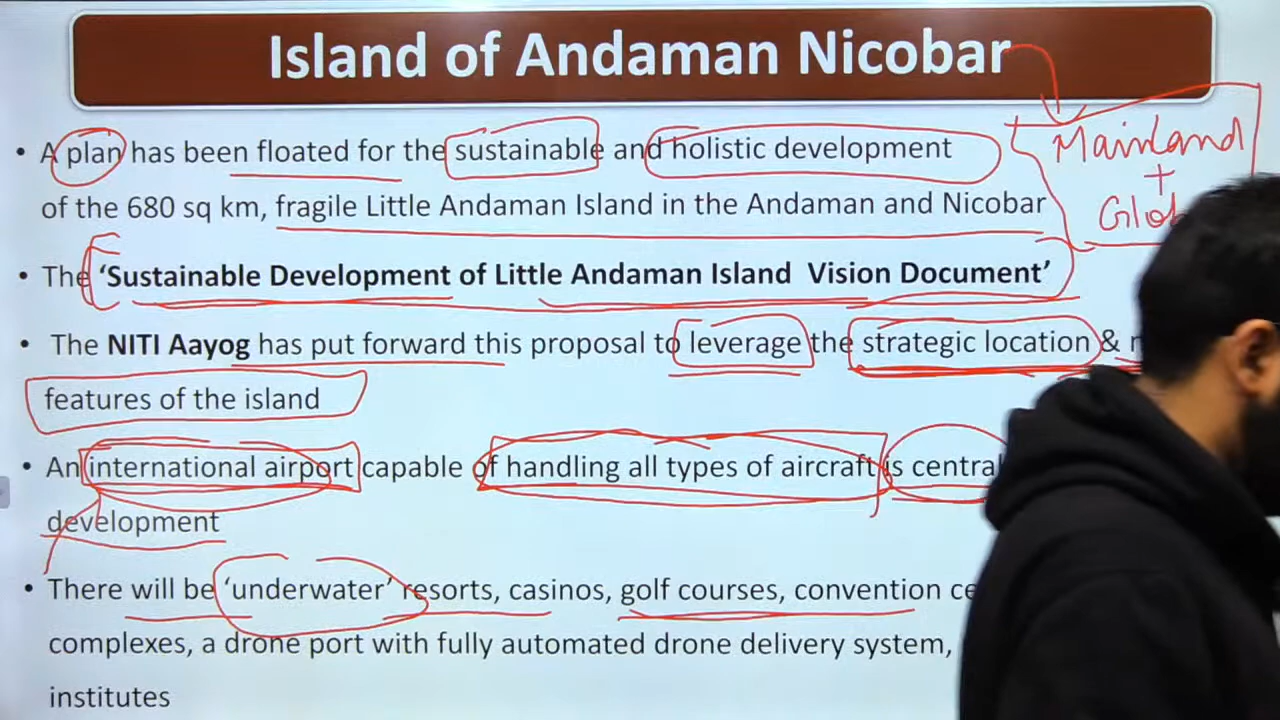 Island of Andaman Nicobar
• A plan has been floated for the sustainable and holistic development
of the 680 sq km, fragile Little Andaman Island in the Andaman and Nicobar
Mainland
+
• The ‘Sustainable Development of Little Andaman Island Vision Document’
• The NITI Aayog has put forward this proposal to leverage the strategic location &
features of the island
• An international airport capable of handling all types of aircraft is central
development
• There will be ‘underwater’ resorts, casinos, golf courses, convention
complexes, a drone port with fully automated drone delivery system,
institutes